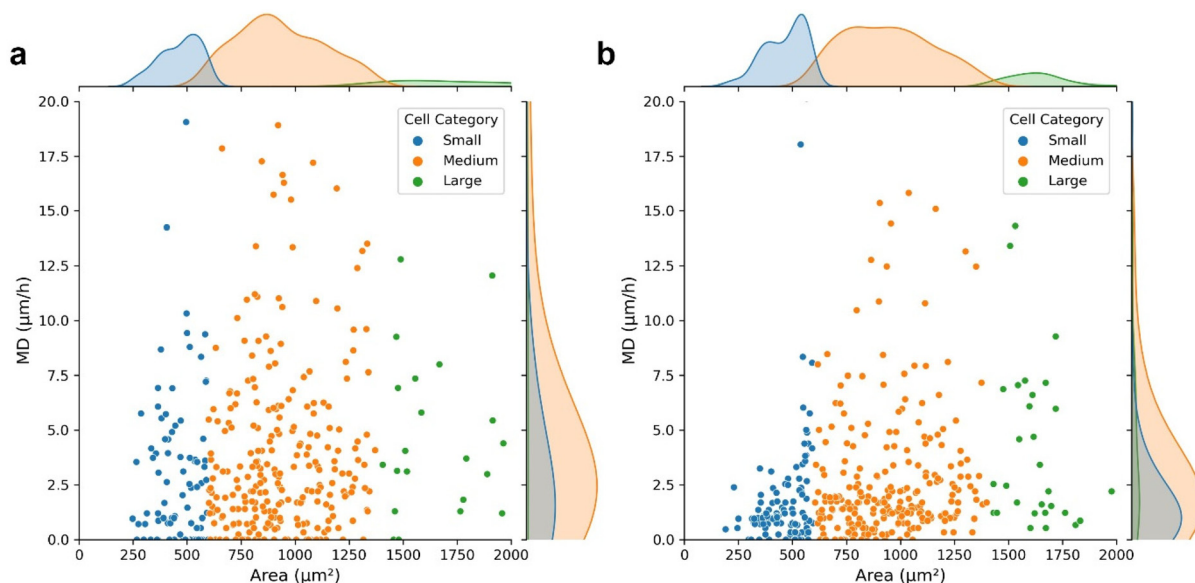 a
Cell Category
Small
Medium
Large
20.0
17.5
15.0
12.5
10.0
7.5
5.0
2.5
0.0
MD (μm/h)
0 250 500 750 1000 1250 1500 1750 2000
Area (μm²)
b
Cell Category
Small
Medium
Large
20.0
17.5
15.0
12.5
10.0
7.5
5.0
2.5
0.0
MD (μm/h)
0 250 500 750 1000 1250 1500 1750 2000
Area (μm²)